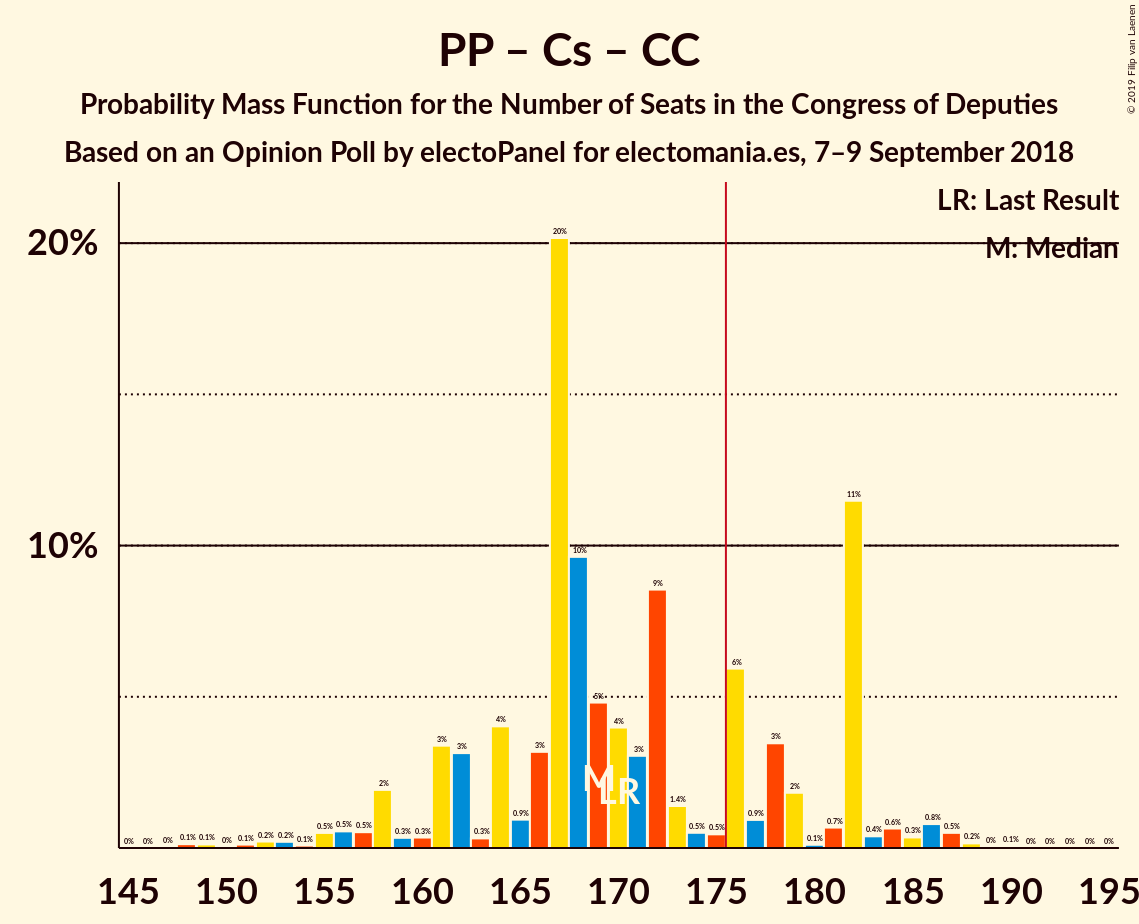 PP – Cs – CC
Probability Mass Function for the Number of Seats in the Congress of Deputies
Based on an Opinion Poll by electoPanel for electomania.es, 7–9 September 2018
© 2019 Filip van Laenen
LR: Last Result
M: Median
20%
10%
0% 0% 0% 0.1% 0.1% 0% 0.1% 0.2% 0.2% 0.1% 0.5% 0.5% 0.5% 2% 0.3% 0.3% 3% 3% 0.3% 4% 0.9% 3% 20% 10% 5% 4% 3% 9% 1.4% 0.5% 0.5% 6% 0.9% 3% 2% 0.1% 0.7% 11% 0.4% 0.6% 0.3% 0.8% 0.5% 0.2% 0% 0.1% 0% 0% 0% 0% 0%
M
LR
145 150 155 160 165 170 175 180 185 190 195